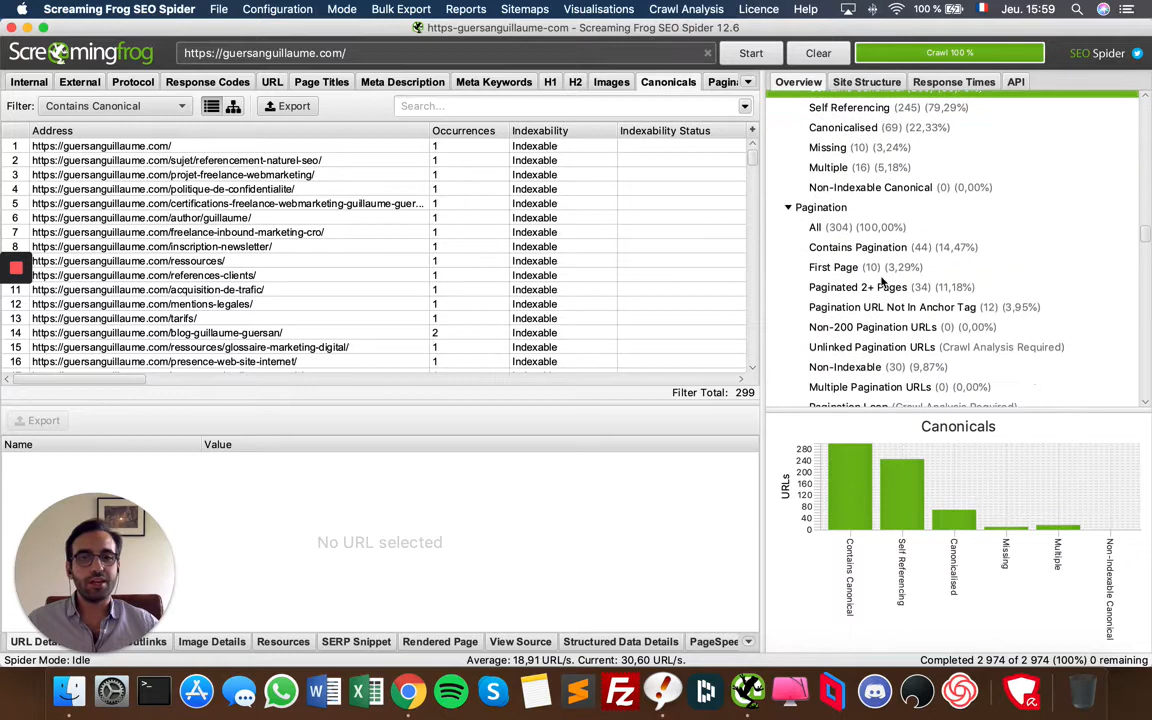 Screaming Frog SEO Spider File Configuration Mode Bulk Export Reports Sitemaps Visualisations Crawl Analysis Licence Help 100 % Jeu. 15:59
https-guersanguillaume-com - Screaming Frog SEO Spider 12.6
Screamingfrog https://guersanguillaume.com/ Start Clear Crawl 100 % SEO Spider
Internal External Protocol Response Codes URL Page Titles Meta Description Meta Keywords H1 H2 Images Canonicals Pagin
Filter: Contains Canonical Export Search...
Address Occurrences Indexability Indexability Status
1 https://guersanguillaume.com/ 1 Indexable
2 https://guersanguillaume.com/sujet/referencement-naturel-seo/ 1 Indexable
3 https://guersanguillaume.com/projet-freelance-webmarketing/ 1 Indexable
4 https://guersanguillaume.com/politique-de-confidentialite/ 1 Indexable
5 https://guersanguillaume.com/certifications-freelance-webmarketing-guillaume-guer... 1 Indexable
6 https://guersanguillaume.com/author/guillaume/ 1 Indexable
7 https://guersanguillaume.com/freelance-inbound-marketing-cro/ 1 Indexable
8 https://guersanguillaume.com/inscription-newsletter/ 1 Indexable
https://guersanguillaume.com/ressources/ 1 Indexable
https://guersanguillaume.com/references-clients/ 1 Indexable
11 https://guersanguillaume.com/acquisition-de-trafic/ 1 Indexable
12 https://guersanguillaume.com/mentions-legales/ 1 Indexable
13 https://guersanguillaume.com/tarifs/ 1 Indexable
14 https://guersanguillaume.com/blog-guillaume-guersan/ 2 Indexable
15 https://guersanguillaume.com/ressources/glossaire-marketing-digital/ 1 Indexable
16 https://guersanguillaume.com/presence-web-site-internet/ 1 Indexable
Filter Total: 299
Export
Name Value
No URL selected
URL Deta inlinks Image Details Resources SERP Snippet Rendered Page View Source Structured Data Details PageSpee
Spider Mode: Idle Average: 18,91 URL/s. Current: 30,60 URL/s. Completed 2 974 of 2 974 (100%) 0 remaining
Overview Site Structure Response Times API
Self Referencing (245) (79,29%)
Canonicalised (69) (22,33%)
Missing (10) (3,24%)
Multiple (16) (5,18%)
Non-Indexable Canonical (0) (0,00%)
Pagination
All (304) (100,00%)
Contains Pagination (44) (14,47%)
First Page (10) (3,29%)
Paginated 2+ Pages (34) (11,18%)
Pagination URL Not In Anchor Tag (12) (3,95%)
Non-200 Pagination URLs (0) (0,00%)
Unlinked Pagination URLs (Crawl Analysis Required)
Non-Indexable (30) (9,87%)
Multiple Pagination URLs (0) (0,00%)
Pagination Loop (Crawl Analysis Required)
Canonicals
URLs
280
240
200
160
120
80
40
0
Contains Canonical
Self Referencing
Canonicalised
Missing
Multiple
Non-Indexable Canonical